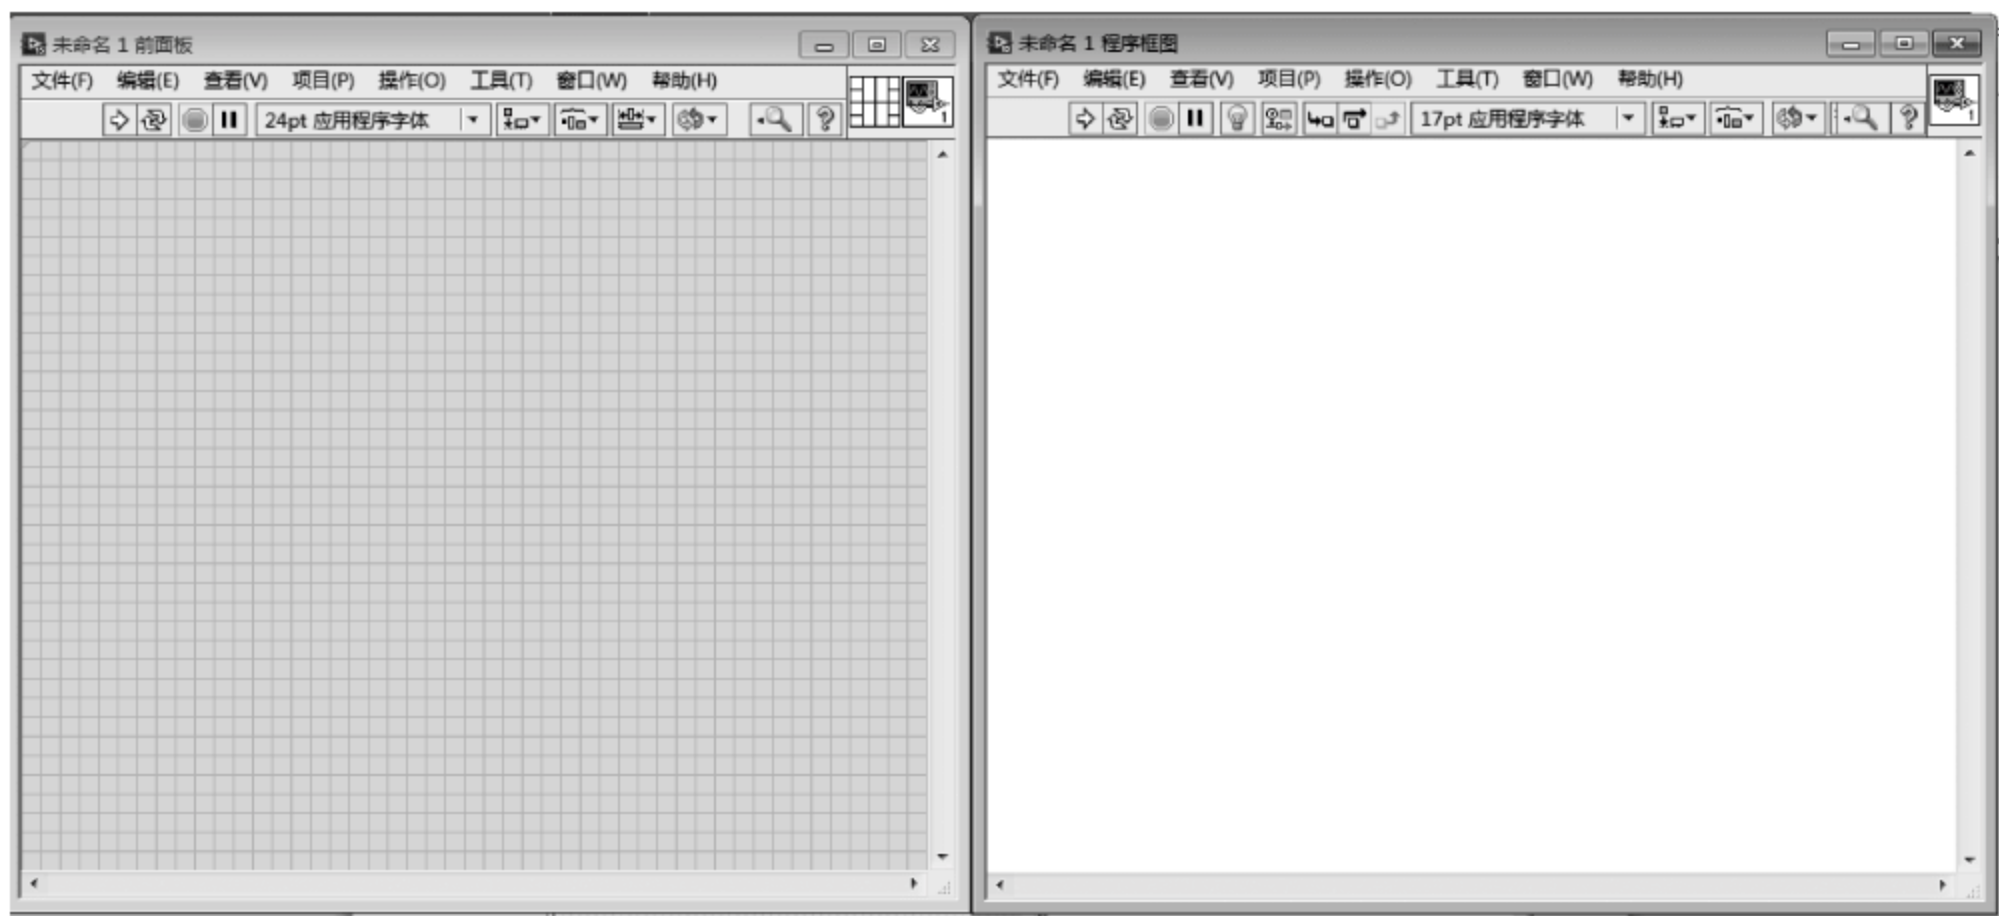 未命名 1 前面板
文件(F) 编辑(E) 查看(V) 项目(P) 操作(O) 工具(T) 窗口(W) 帮助(H)
24pt 应用程序字体
1
未命名 1 程序框图
文件(F) 编辑(E) 查看(V) 项目(P) 操作(O) 工具(T) 窗口(W) 帮助(H)
17pt 应用程序字体
1